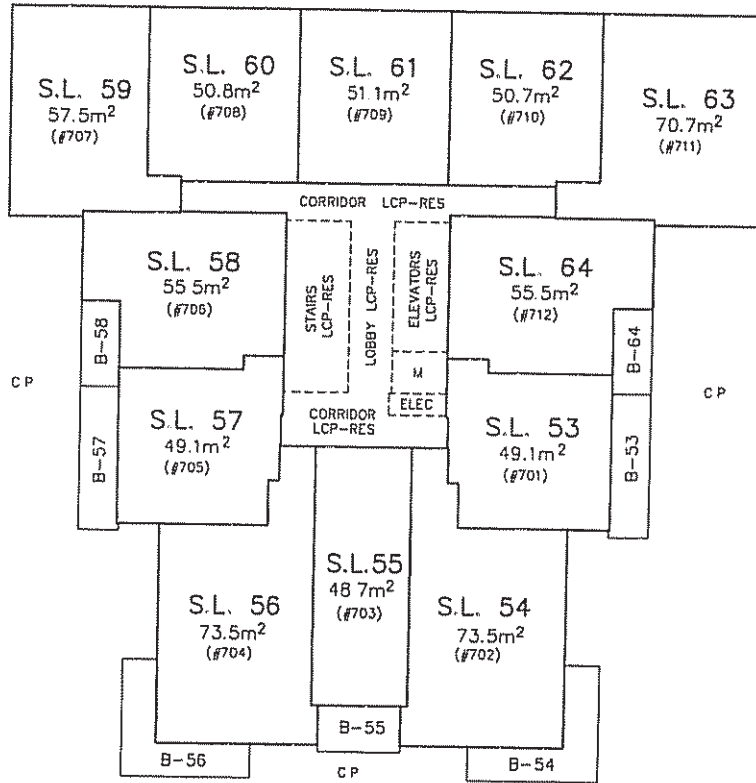 S.L. 59
57.5m²
(#707)
S.L. 60
50.8m²
(#708)
S.L. 61
51.1m²
(#709)
S.L. 62
50.7m²
(#710)
S.L. 63
70.7m²
(#711)
CORRIDOR LCP-RES
S.L. 58
55.5m²
(#706)
STAIRS
LCP-RES
LOBBY LCP-RES
ELEVATORS
LCP-RES
S.L. 64
55.5m²
(#712)
B-58
B-64
CP
CP
M
ELEC
CORRIDOR
LCP-RES
S.L. 57
49.1m²
(#705)
S.L. 53
49.1m²
(#701)
B-57
B-53
S.L. 56
73.5m²
(#704)
S.L.55
48 7m²
(#703)
S.L. 54
73.5m²
(#702)
B-55
B-56
B-54
CP